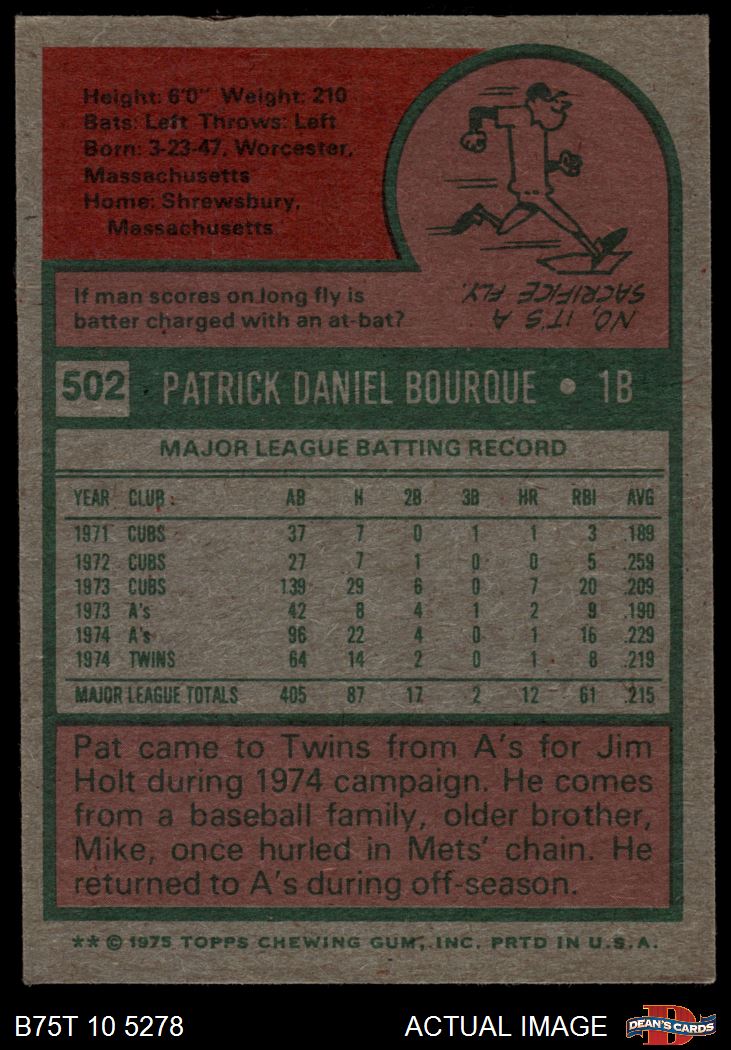 Height: 6'0" Weight: 210
Bats: Left Throws: Left
Born: 3-23-47, Worcester,
Massachusetts
Home: Shrewsbury,
Massachusetts
If man scores on long fly is
batter charged with an at-bat?
NO, IT'S A
SACRIFICE FLY.
502 PATRICK DANIEL BOURQUE • 1B
MAJOR LEAGUE BATTING RECORD
YEAR CLUB AB H 2B 3B HR RBI AVG
1971 CUBS 37 7 0 1 1 3 .189
1972 CUBS 27 7 1 0 0 5 .259
1973 CUBS 139 29 6 0 7 20 .209
1973 A's 42 8 4 1 2 9 .190
1974 A's 96 22 4 0 1 16 .229
1974 TWINS 64 14 2 0 1 8 .219
MAJOR LEAGUE TOTALS 405 87 17 2 12 61 .215
Pat came to Twins from A's for Jim
Holt during 1974 campaign. He comes
from a baseball family, older brother,
Mike, once hurled in Mets' chain. He
returned to A's during off-season.
** © 1975 TOPPS CHEWING GUM, INC. PRTD IN U.S.A.
B75T 10 5278 ACTUAL IMAGE D DEAN'S CARDS